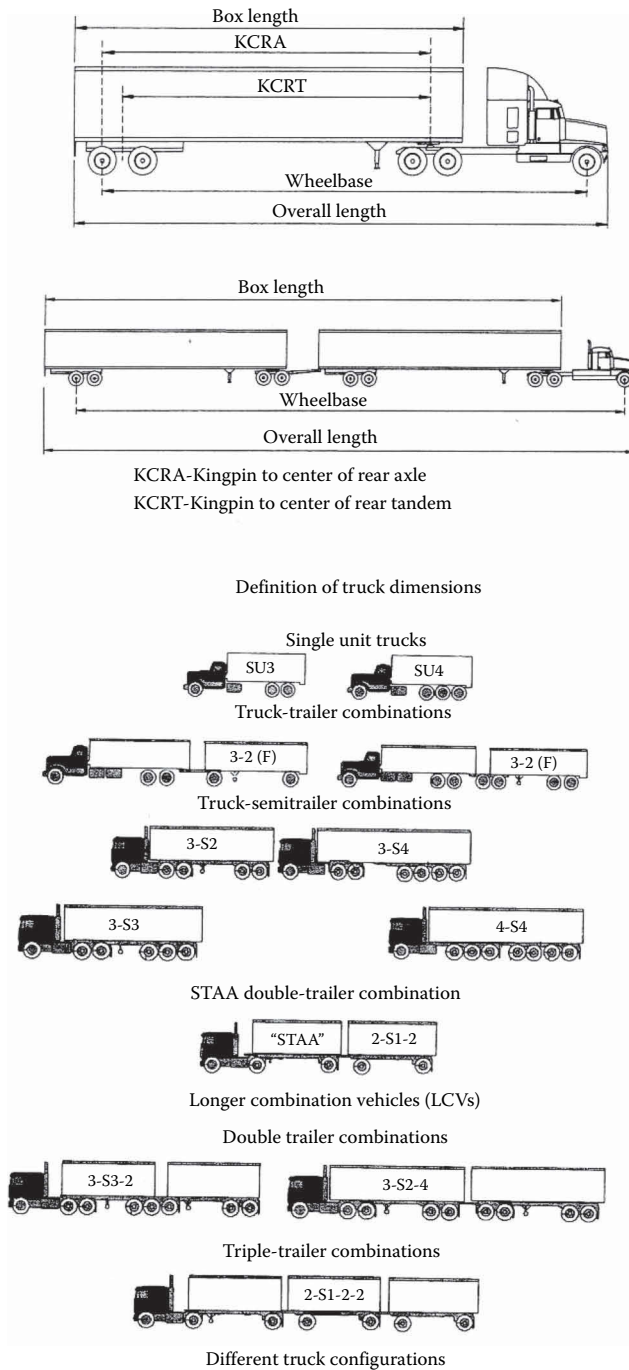 Box length
KCRA
KCRT
Wheelbase
Overall length
Box length
Wheelbase
Overall length
KCRA-Kingpin to center of rear axle
KCRT-Kingpin to center of rear tandem
Definition of truck dimensions
Single unit trucks
SU3 SU4
Truck-trailer combinations
3-2 (F) 3-2 (F)
Truck-semitrailer combinations
3-S2 3-S4
3-S3 4-S4
STAA double-trailer combination
“STAA” 2-S1-2
Longer combination vehicles (LCVs)
Double trailer combinations
3-S3-2 3-S2-4
Triple-trailer combinations
2-S1-2-2
Different truck configurations